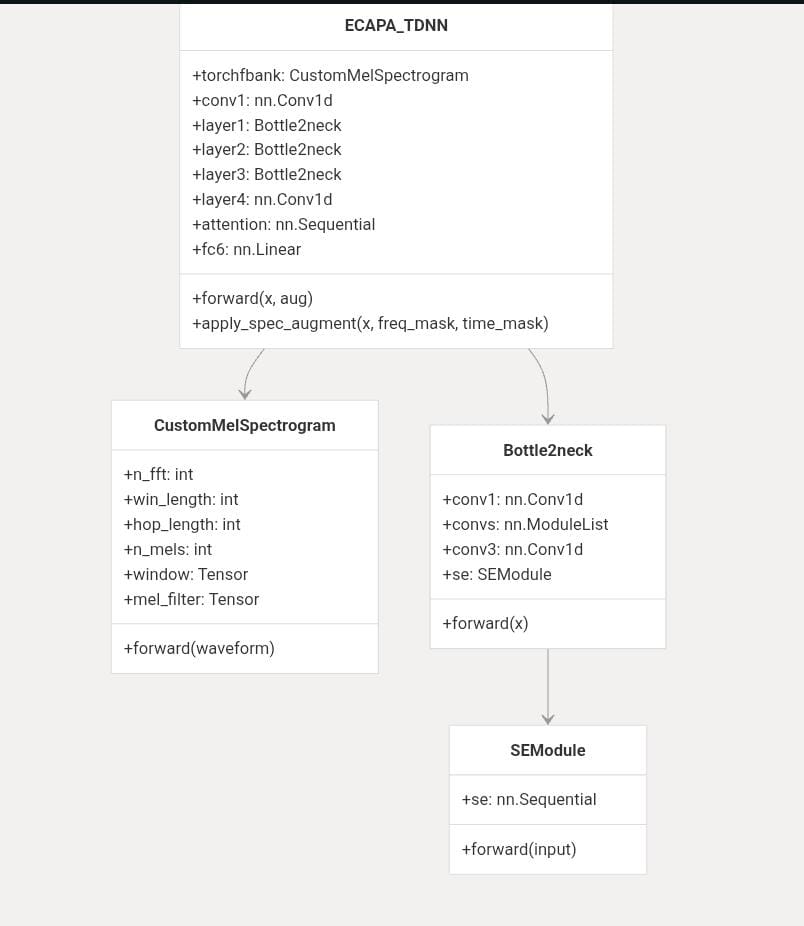 ECAPA_TDNN
+torchfbank: CustomMelSpectrogram
+conv1: nn.Conv1d
+layer1: Bottle2neck
+layer2: Bottle2neck
+layer3: Bottle2neck
+layer4: nn.Conv1d
+attention: nn.Sequential
+fc6: nn.Linear
+forward(x, aug)
+apply_spec_augment(x, freq_mask, time_mask)
CustomMelSpectrogram
+n_fft: int
+win_length: int
+hop_length: int
+n_mels: int
+window: Tensor
+mel_filter: Tensor
+forward(waveform)
Bottle2neck
+conv1: nn.Conv1d
+convs: nn.ModuleList
+conv3: nn.Conv1d
+se: SEModule
+forward(x)
SEModule
+se: nn.Sequential
+forward(input)